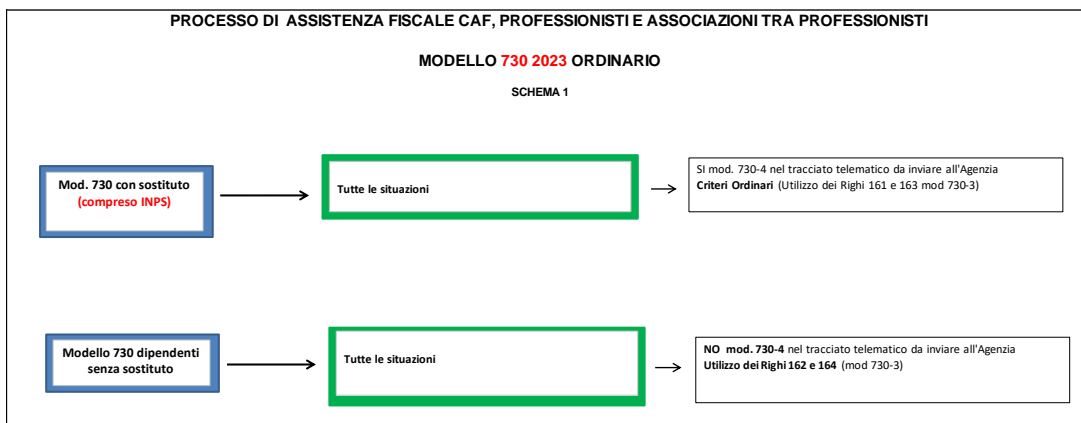 PROCESSO DI ASSISTENZA FISCALE CAF, PROFESSIONISTI E ASSOCIAZIONI TRA PROFESSIONISTI
MODELLO 730 2023 ORDINARIO
SCHEMA 1
Mod. 730 con sostituto
(compreso INPS)
Tutte le situazioni
SI mod. 730-4 nel tracciato telematico da inviare all'Agenzia
Criteri Ordinari (Utilizzo dei Righi 161 e 163 mod 730-3)
Modello 730 dipendenti
senza sostituto
Tutte le situazioni
NO mod. 730-4 nel tracciato telematico da inviare all'Agenzia
Utilizzo dei Righi 162 e 164 (mod 730-3)